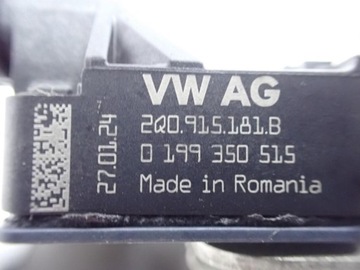 VW AG
2Q0.915.181.B
0 199 350 515
Made in Romania
27.01.24